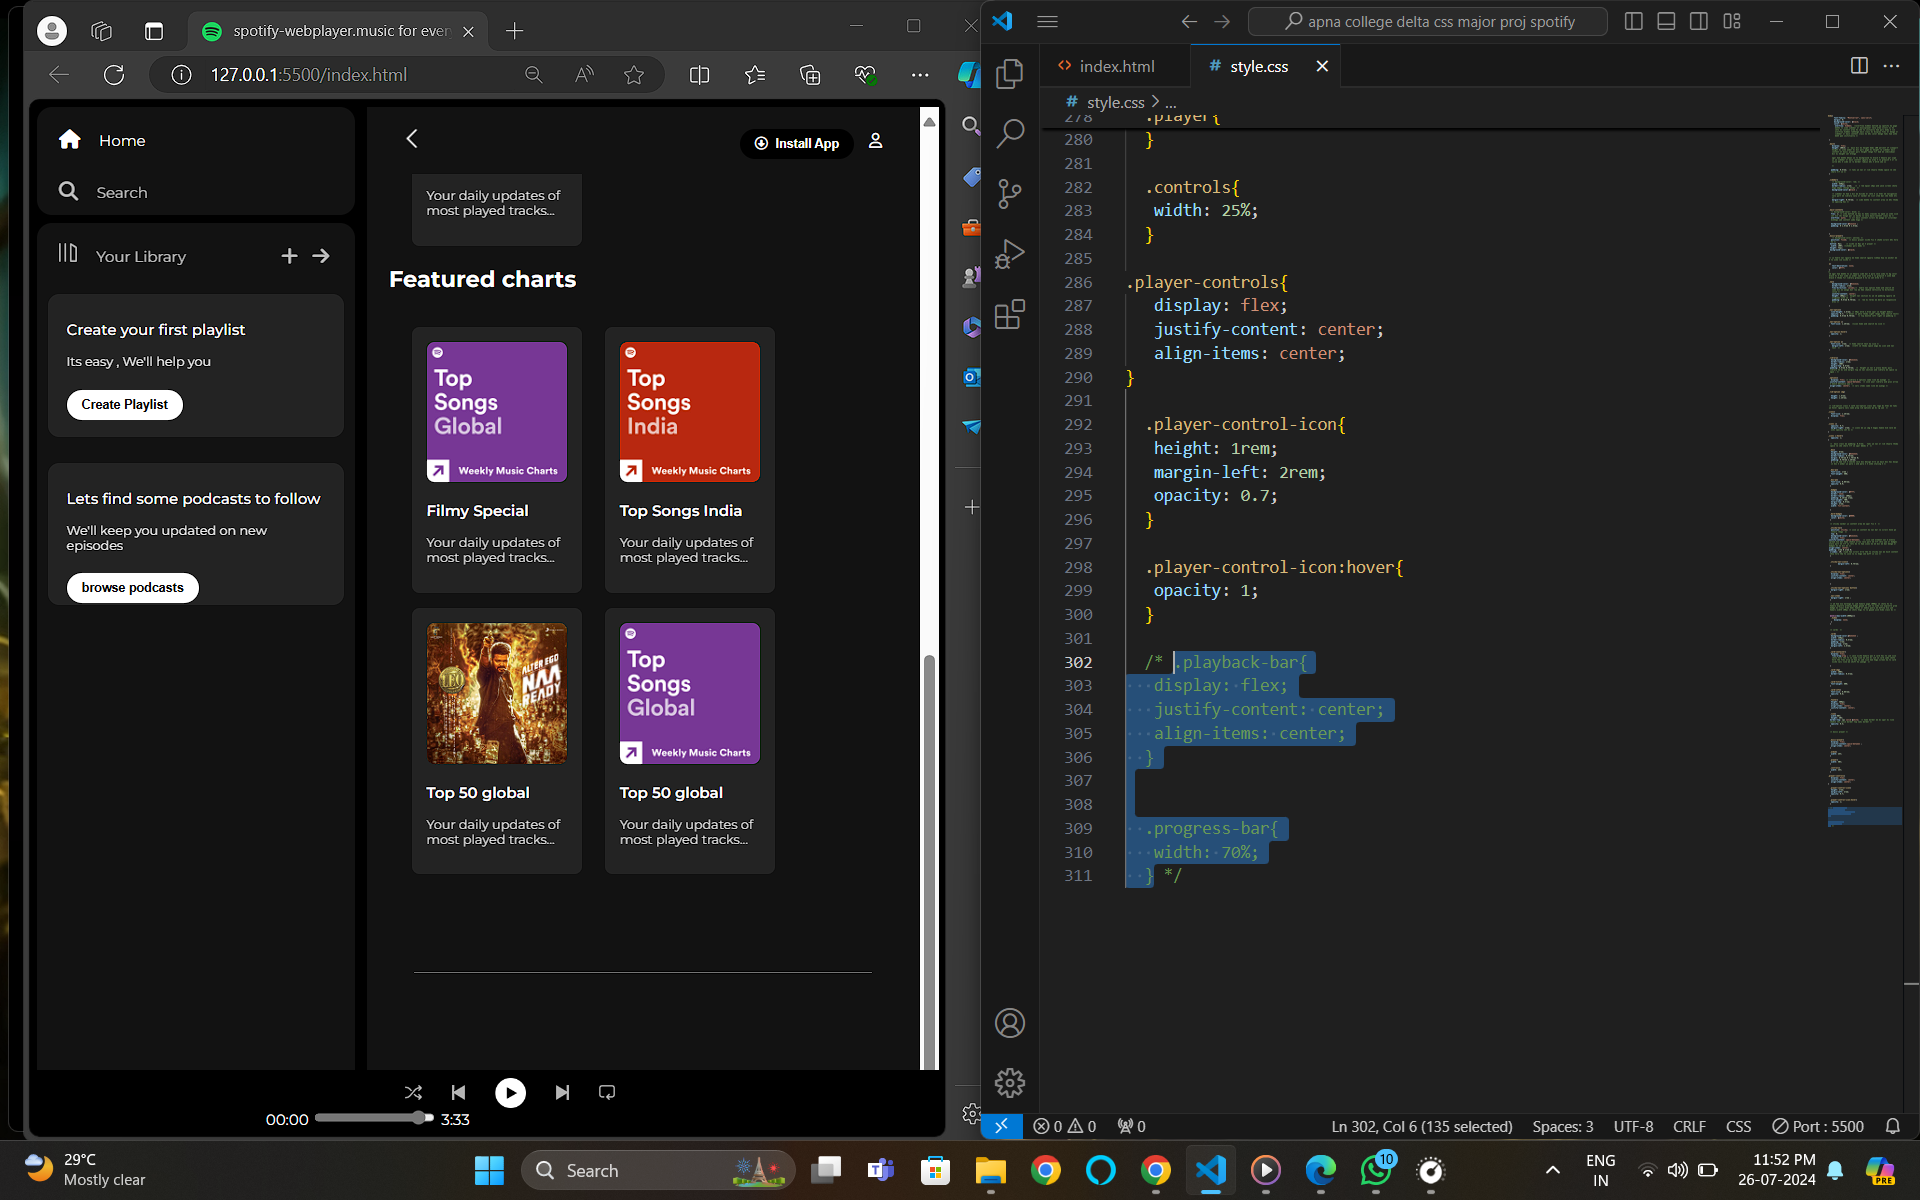 spotify-webplayer.music for ever
127.0.0.1:5500/index.html
Home
Search
Your Library
Create your first playlist
Its easy , We'll help you
Create Playlist
Lets find some podcasts to follow
We'll keep you updated on new
episodes
browse podcasts
Install App
Your daily updates of
most played tracks...
Featured charts
Top
Songs
Global
Weekly Music Charts
Filmy Special
Your daily updates of
most played tracks...
Top
Songs
India
Weekly Music Charts
Top Songs India
Your daily updates of
most played tracks...
LEO
ALTER EGO
NAA
READY
Top 50 global
Your daily updates of
most played tracks...
Top
Songs
Global
Weekly Music Charts
Top 50 global
Your daily updates of
most played tracks...
00:00
3:33
apna college delta css major proj spotify
index.html
# style.css
# style.css > ...
278 .player{
280 }
281
282 .controls{
283 width: 25%;
284 }
285
286 .player-controls{
287 display: flex;
288 justify-content: center;
289 align-items: center;
290 }
291
292 .player-control-icon{
293 height: 1rem;
294 margin-left: 2rem;
295 opacity: 0.7;
296 }
297
298 .player-control-icon:hover{
299 opacity: 1;
300 }
301
302 /* .playback-bar{
303 display: flex;
304 justify-content: center;
305 align-items: center;
306 }
307
308
309 .progress-bar{
310 width: 70%;
311 } */
0 0 0
Ln 302, Col 6 (135 selected)
Spaces: 3
UTF-8
CRLF
CSS
Port : 5500
29°C
Mostly clear
Search
10
ENG
IN
11:52 PM
26-07-2024
PRE